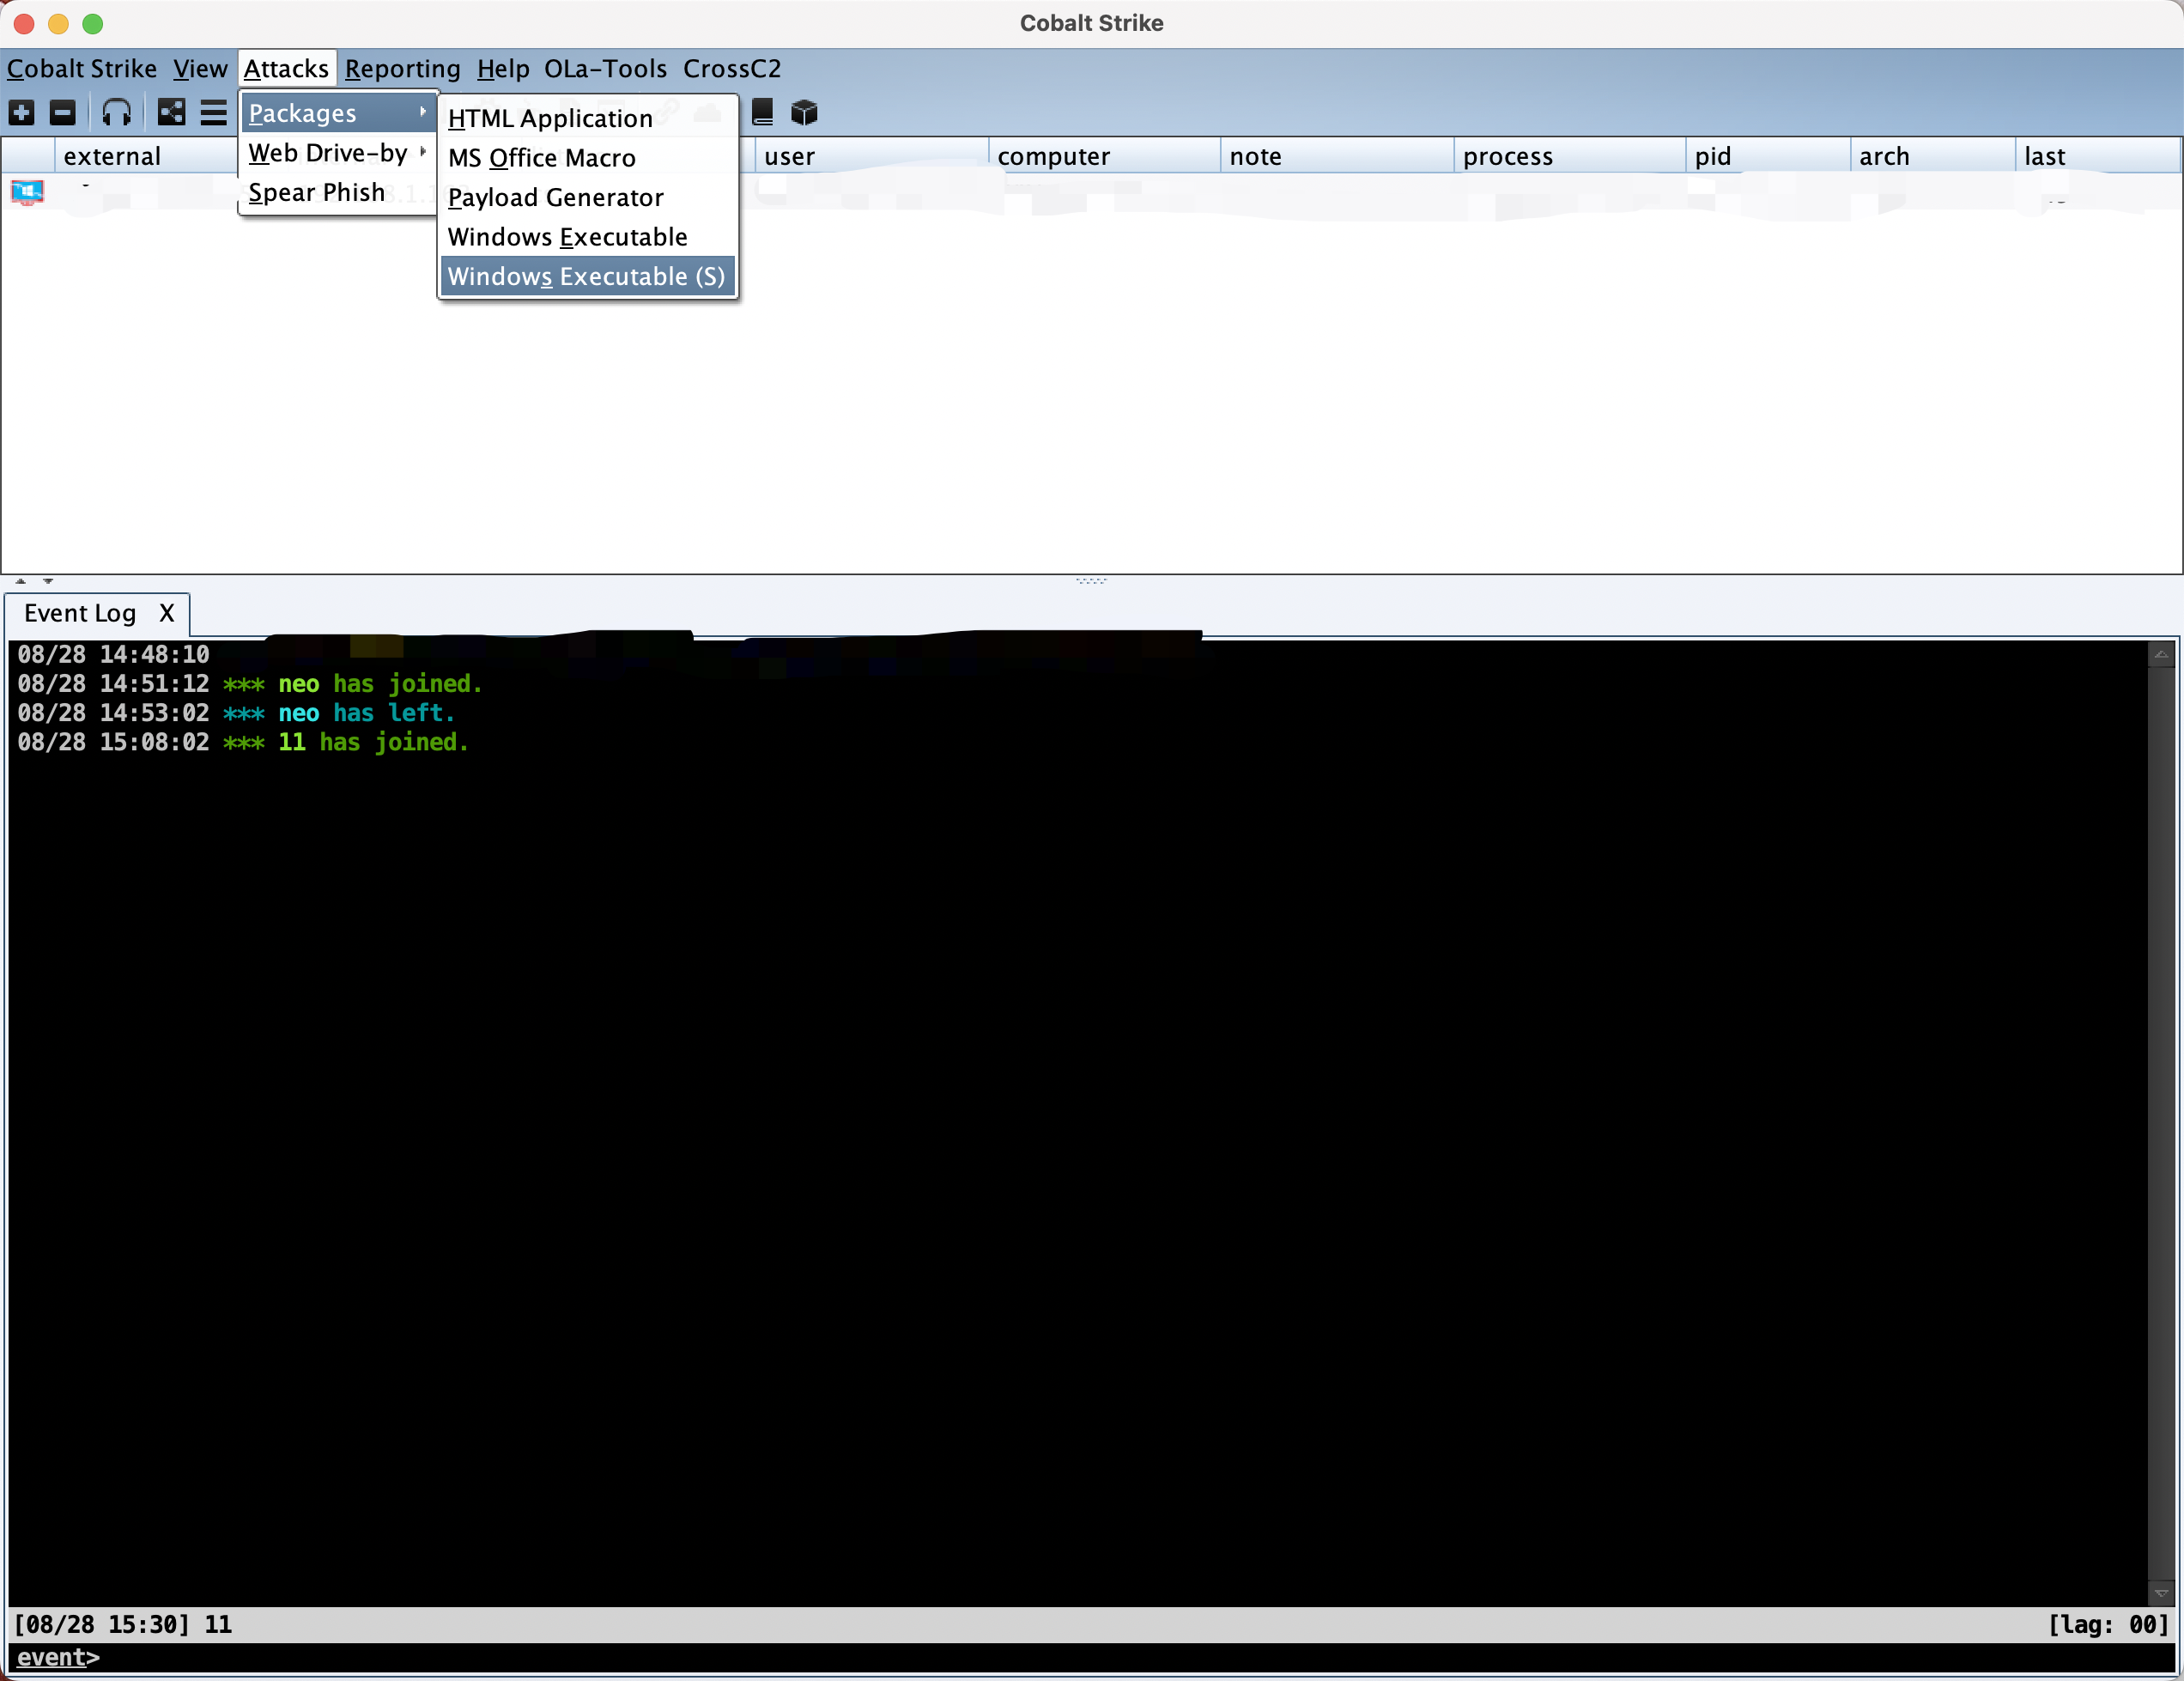 Cobalt Strike
Cobalt Strike View Attacks Reporting Help OLa-Tools CrossC2
Packages
Web Drive-by
Spear Phish
HTML Application
MS Office Macro
Payload Generator
Windows Executable
Windows Executable (S)
external user computer note process pid arch last
Event Log X
08/28 14:48:10
08/28 14:51:12 *** neo has joined.
08/28 14:53:02 *** neo has left.
08/28 15:08:02 *** 11 has joined.
[08/28 15:30] 11 [lag: 00]
event>